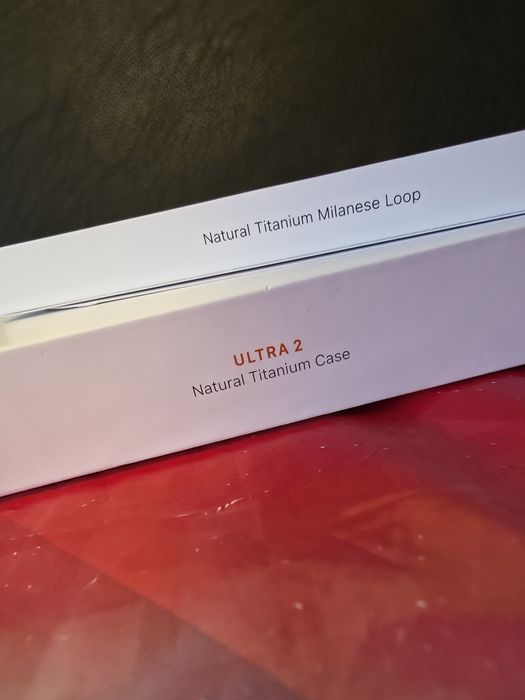 Natural Titanium Milanese Loop
ULTRA 2
Natural Titanium Case